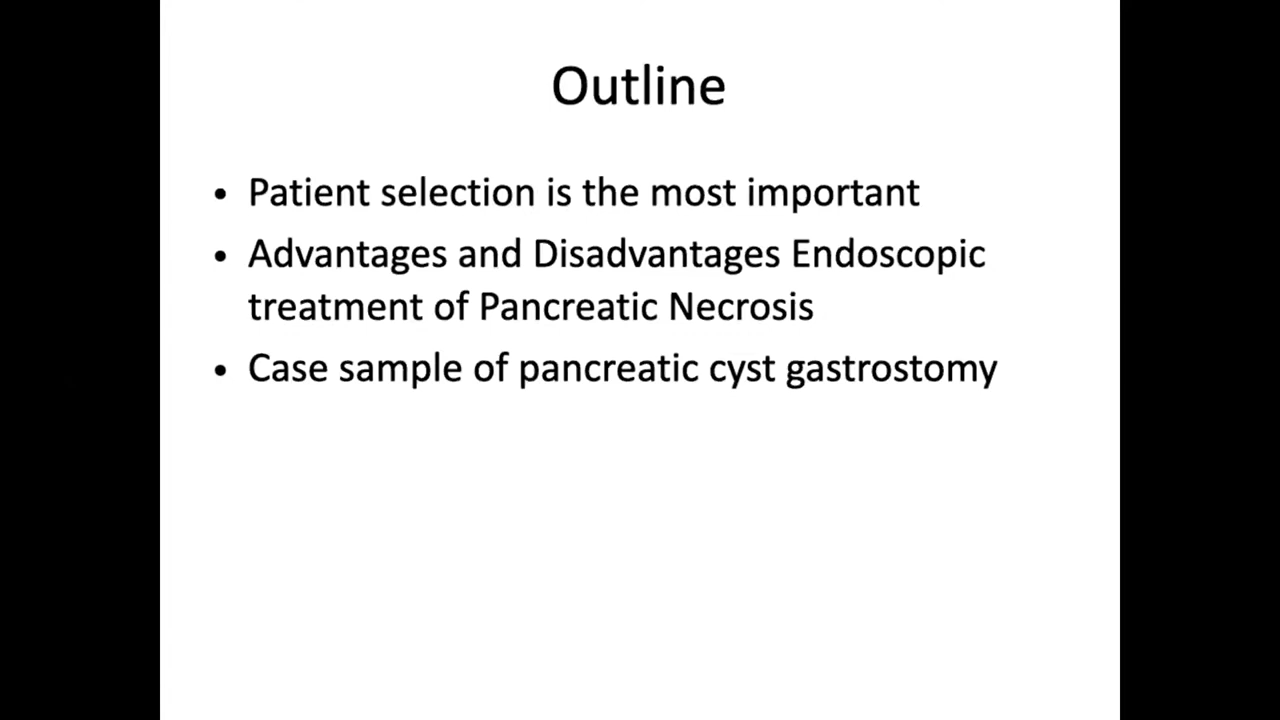 Outline
• Patient selection is the most important
• Advantages and Disadvantages Endoscopic
treatment of Pancreatic Necrosis
• Case sample of pancreatic cyst gastrostomy